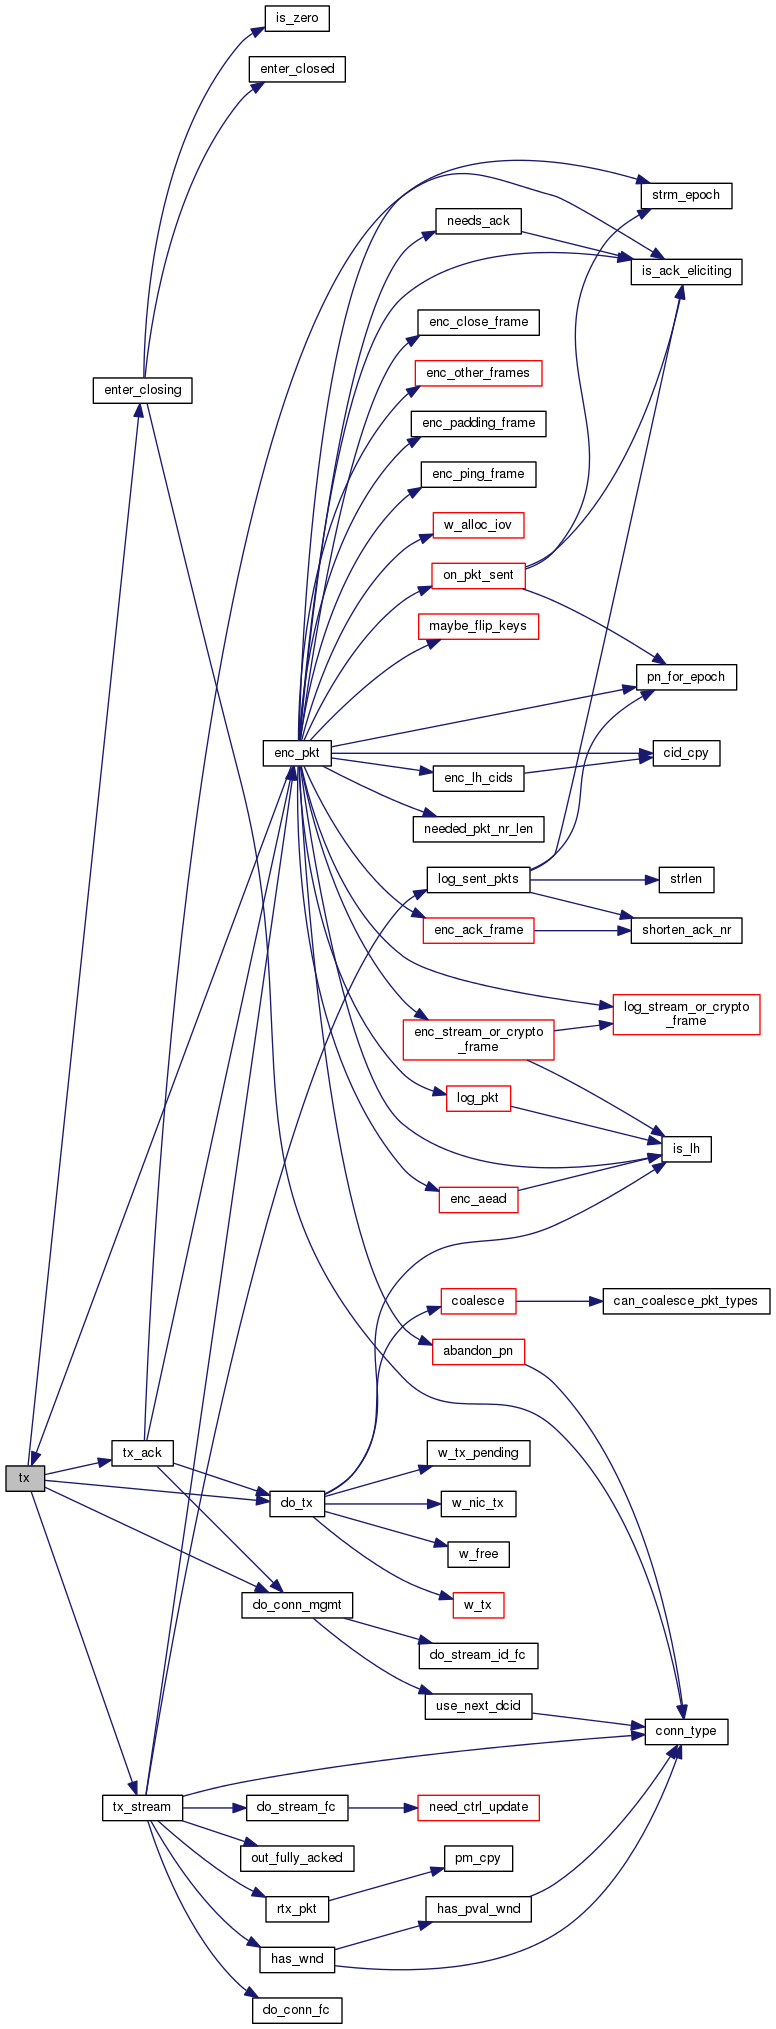 is_zero
enter_closed
strm_epoch
needs_ack
is_ack_eliciting
enc_close_frame
enc_other_frames
enter_closing
enc_padding_frame
enc_ping_frame
w_alloc_iov
on_pkt_sent
maybe_flip_keys
pn_for_epoch
enc_pkt
cid_cpy
enc_lh_cids
needed_pkt_nr_len
log_sent_pkts
strlen
enc_ack_frame
shorten_ack_nr
log_stream_or_crypto
_frame
enc_stream_or_crypto
_frame
log_pkt
is_lh
enc_aead
coalesce
can_coalesce_pkt_types
abandon_pn
tx_ack
w_tx_pending
tx
do_tx
w_nic_tx
w_free
do_conn_mgmt
w_tx
do_stream_id_fc
use_next_dcid
conn_type
tx_stream
do_stream_fc
need_ctrl_update
out_fully_acked
pm_cpy
rtx_pkt
has_pval_wnd
has_wnd
do_conn_fc